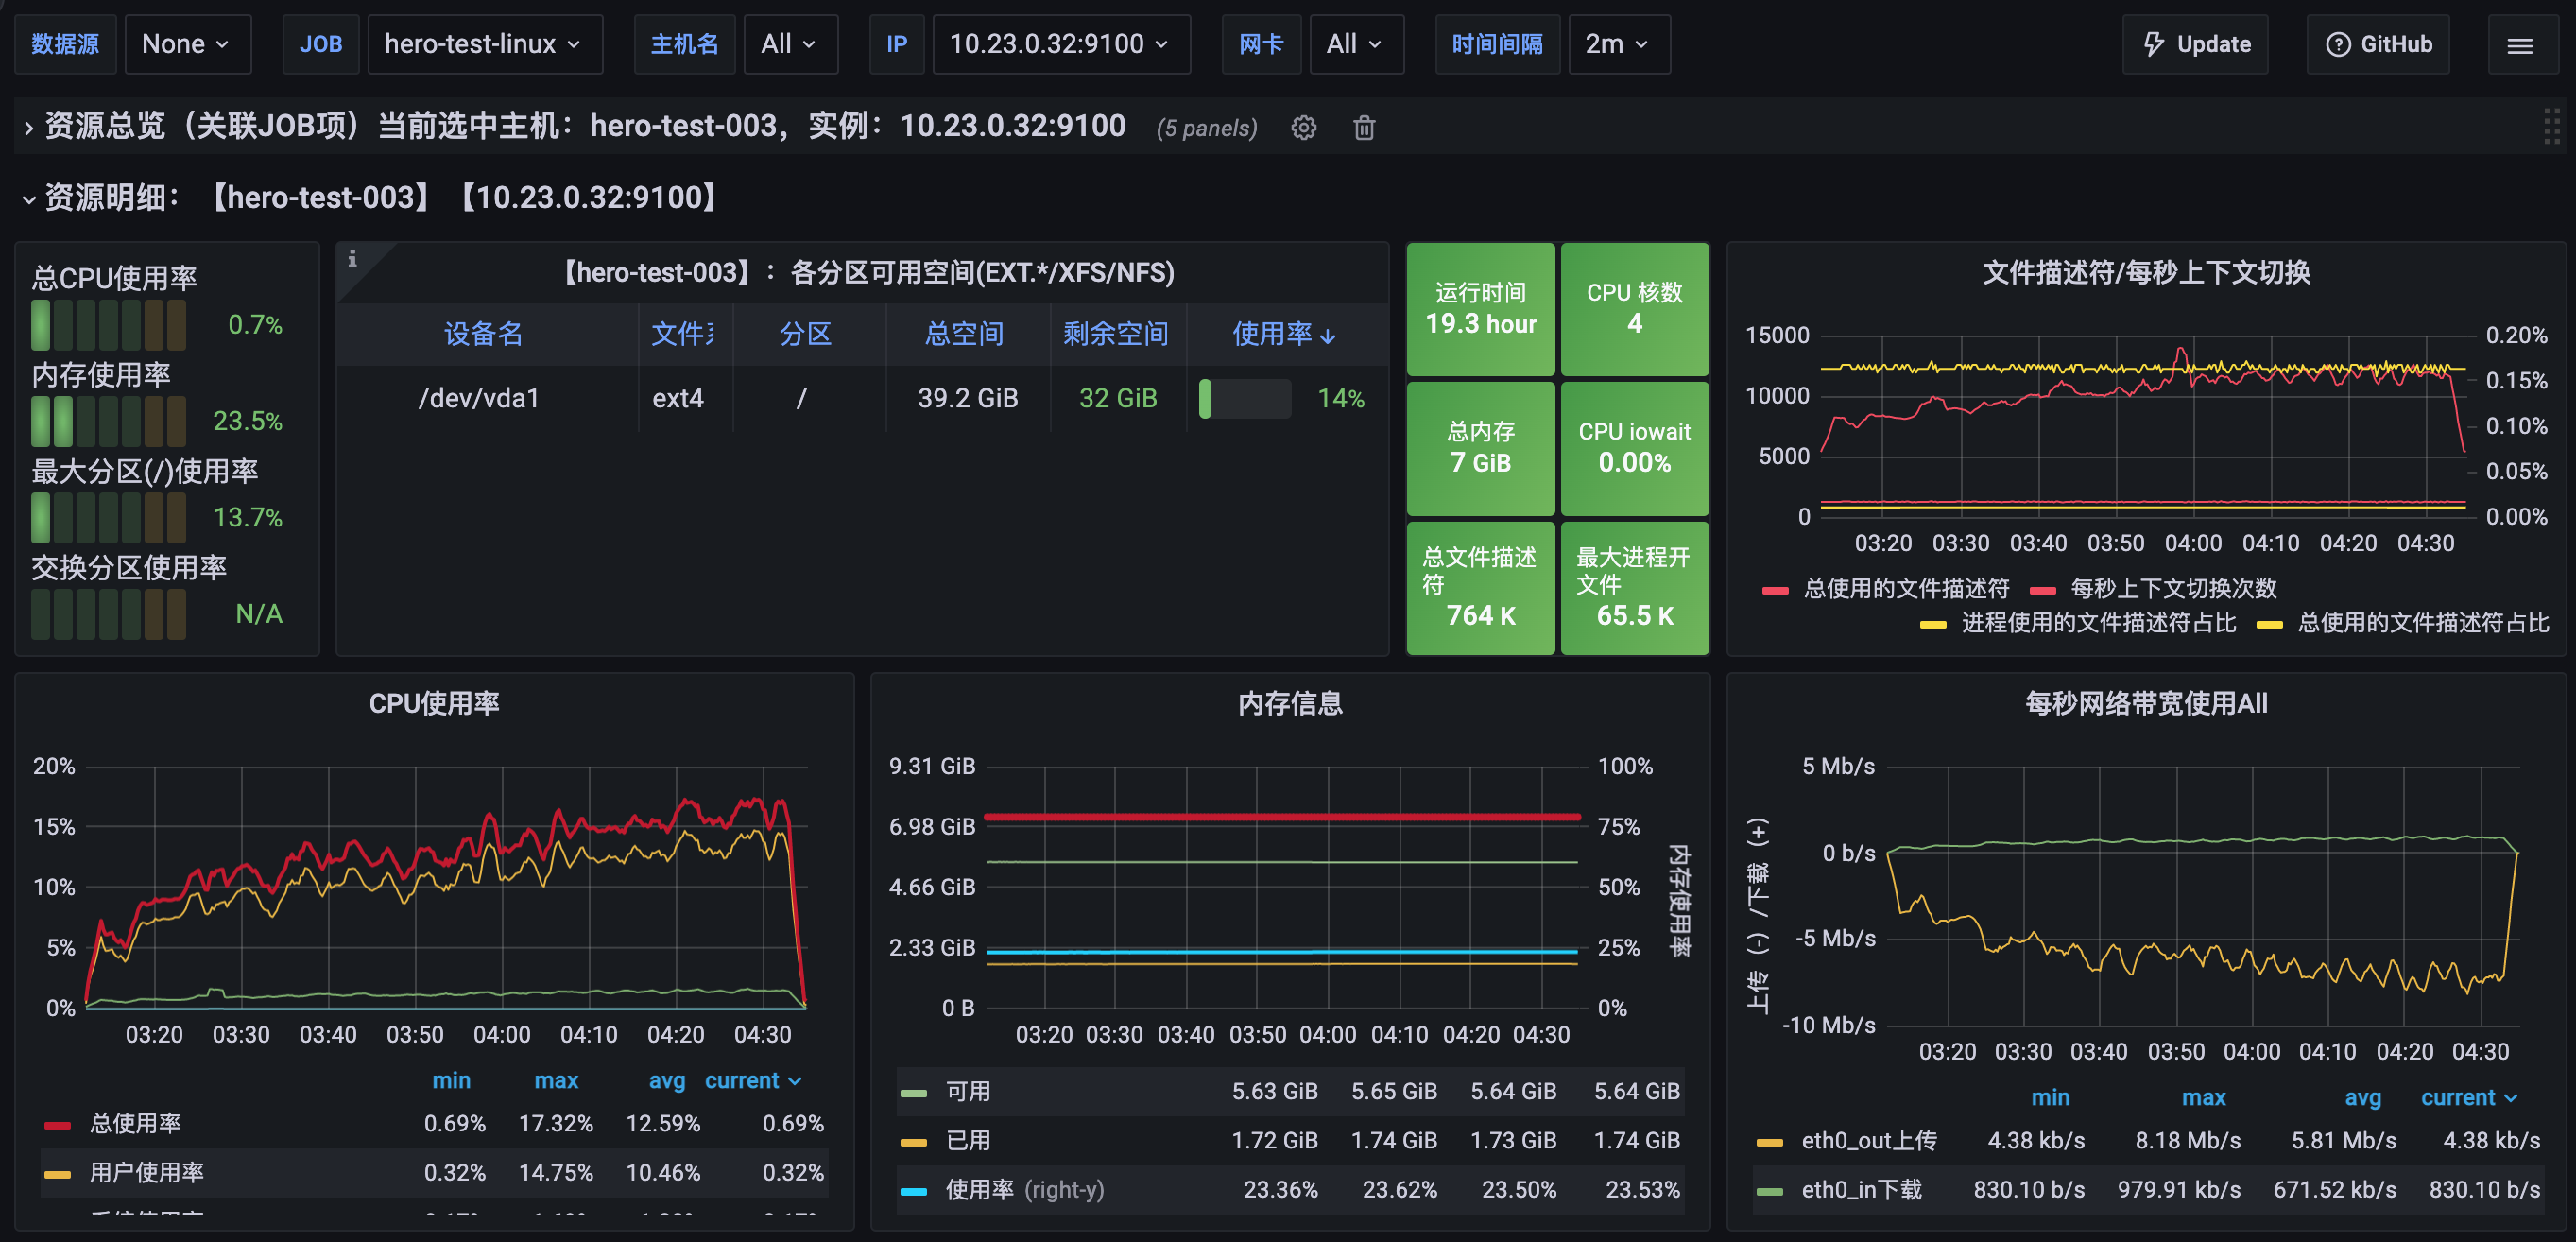 数据源 None JOB hero-test-linux 主机名 All IP 10.23.0.32:9100 网卡 All 时间间隔 2m Update GitHub
资源总览（关联JOB项）当前选中主机：hero-test-003，实例：10.23.0.32:9100 (5 panels)
资源明细：【hero-test-003】【10.23.0.32:9100】
总CPU使用率
0.7%
内存使用率
23.5%
最大分区(/)使用率
13.7%
交换分区使用率
N/A
【hero-test-003】：各分区可用空间(EXT.*/XFS/NFS)
设备名 文件 分区 总空间 剩余空间 使用率
/dev/vda1 ext4 / 39.2 GiB 32 GiB 14%
运行时间
19.3 hour
CPU 核数
4
总内存
7 GiB
CPU iowait
0.00%
总文件描述
符
764 K
最大进程开
文件
65.5 K
文件描述符/每秒上下文切换
15000 0.20%
0.15%
10000
0.10%
5000
0.05%
0 0.00%
03:20 03:30 03:40 03:50 04:00 04:10 04:20 04:30
总使用的文件描述符 每秒上下文切换次数
进程使用的文件描述符占比 总使用的文件描述符占比
CPU使用率
20%
15%
10%
5%
0%
03:20 03:30 03:40 03:50 04:00 04:10 04:20 04:30
min max avg current
总使用率 0.69% 17.32% 12.59% 0.69%
用户使用率 0.32% 14.75% 10.46% 0.32%
内存信息
9.31 GiB 100%
6.98 GiB 75%
4.66 GiB 50%
2.33 GiB 25%
0 B 0%
内存使用率
03:20 03:30 03:40 03:50 04:00 04:10 04:20 04:30
可用 5.63 GiB 5.65 GiB 5.64 GiB 5.64 GiB
已用 1.72 GiB 1.74 GiB 1.73 GiB 1.74 GiB
使用率 (right-y) 23.36% 23.62% 23.50% 23.53%
每秒网络带宽使用All
上传（-）/下载（+）
5 Mb/s
0 b/s
-5 Mb/s
-10 Mb/s
03:20 03:30 03:40 03:50 04:00 04:10 04:20 04:30
min max avg current
eth0_out上传 4.38 kb/s 8.18 Mb/s 5.81 Mb/s 4.38 kb/s
eth0_in下载 830.10 b/s 979.91 kb/s 671.52 kb/s 830.10 b/s